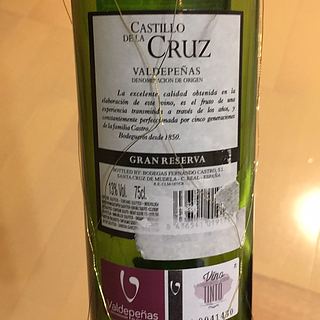 CASTILLO
DE LA CRUZ
VALDEPEÑAS
DENOMINACION DE ORIGEN
La excelente calidad obtenida en la
elaboración de este vino, es el fruto de una
experiencia transmitida a través de los años, y
constantemente perfeccionada por cinco generaciones
de la familia Castro.
Bodegueros desde 1850.
GRAN RESERVA
BOTTLED BY: BODEGAS FERNANDO CASTRO, S.L.
SANTA CRUZ DE MUDELA - C. REAL - ESPAÑA
13% Vol. 75cl.
Valdepeñas
Vino
TINTO